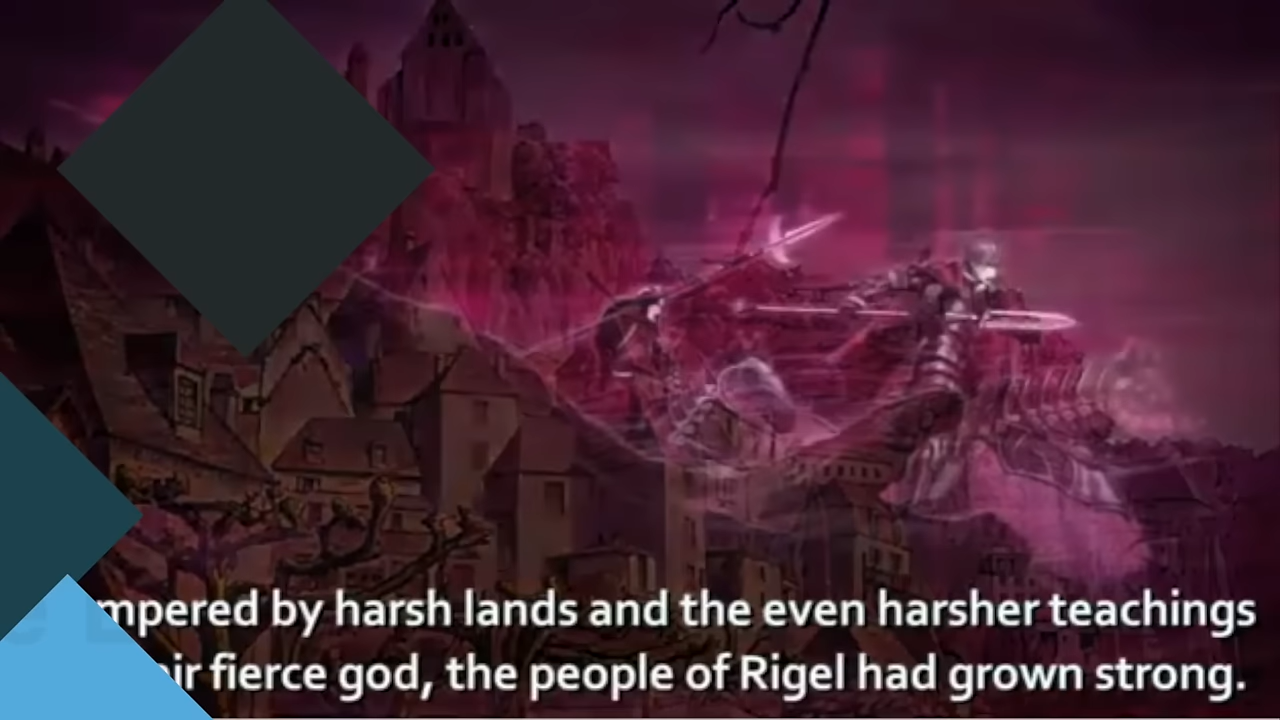 mpered by harsh lands and the even harsher teachings
ir fierce god, the people of Rigel had grown strong.